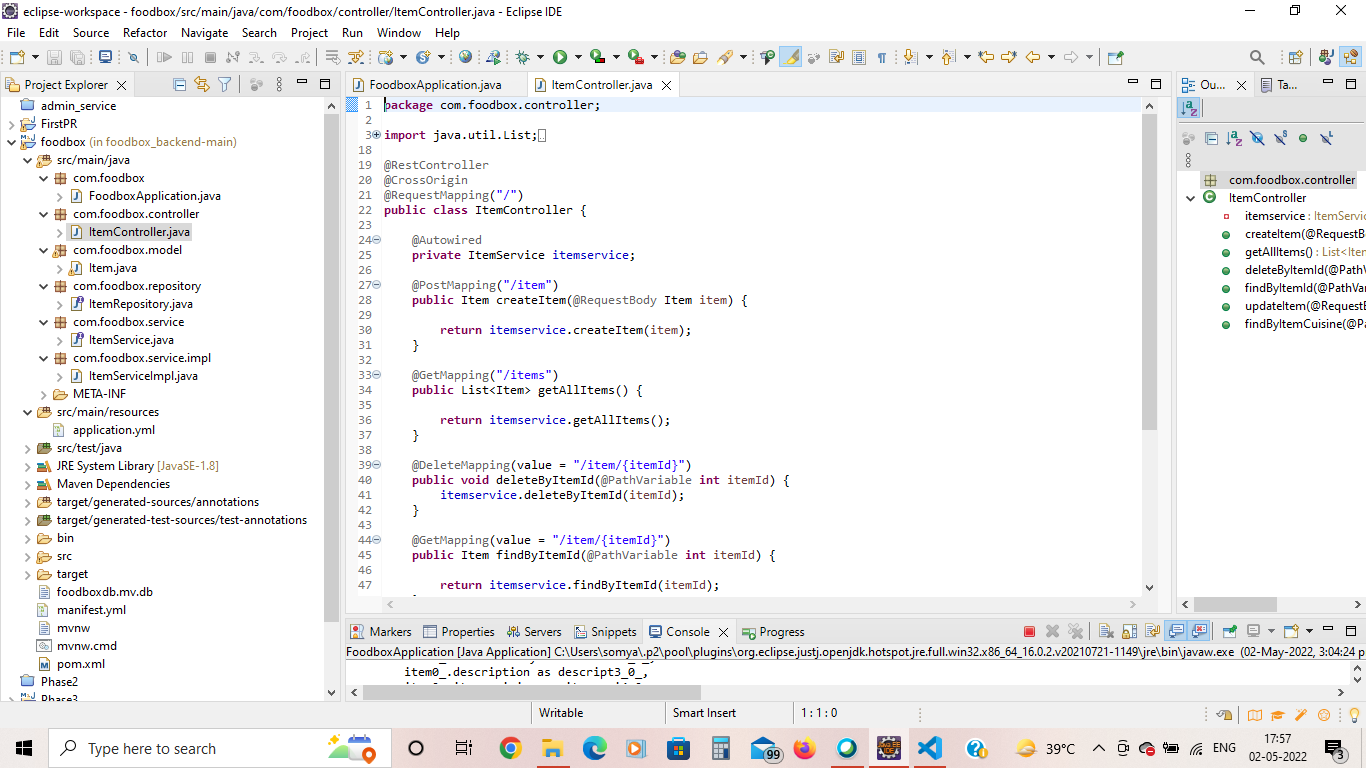 eclipse-workspace - foodbox/src/main/java/com/foodbox/controller/ItemController.java - Eclipse IDE
File Edit Source Refactor Navigate Search Project Run Window Help
Project Explorer
admin_service
FirstPR
foodbox (in foodbox_backend-main)
src/main/java
com.foodbox
FoodboxApplication.java
com.foodbox.controller
ItemController.java
com.foodbox.model
Item.java
com.foodbox.repository
ItemRepository.java
com.foodbox.service
ItemService.java
com.foodbox.service.impl
ItemServiceImpl.java
META-INF
src/main/resources
application.yml
src/test/java
JRE System Library [JavaSE-1.8]
Maven Dependencies
target/generated-sources/annotations
target/generated-test-sources/test-annotations
bin
src
target
foodboxdb.mv.db
manifest.yml
mvnw
mvnw.cmd
pom.xml
Phase2
Phase3
FoodboxApplication.java ItemController.java
1 package com.foodbox.controller;
2
3 import java.util.List;
18
19 @RestController
20 @CrossOrigin
21 @RequestMapping("/")
22 public class ItemController {
23
24 @Autowired
25 private ItemService itemservice;
26
27 @PostMapping("/item")
28 public Item createItem(@RequestBody Item item) {
29
30 return itemservice.createItem(item);
31 }
32
33 @GetMapping("/items")
34 public List<Item> getAllItems() {
35
36 return itemservice.getAllItems();
37 }
38
39 @DeleteMapping(value = "/item/{itemId}")
40 public void deleteByItemId(@PathVariable int itemId) {
41 itemservice.deleteByItemId(itemId);
42 }
43
44 @GetMapping(value = "/item/{itemId}")
45 public Item findByItemId(@PathVariable int itemId) {
46
47 return itemservice.findByItemId(itemId);
Ou... Ta...
com.foodbox.controller
ItemController
itemservice : ItemServic
createItem(@RequestB
getAllItems() : List<Iten
deleteByItemId(@PathV
findByItemId(@PathVar
updateItem(@RequestB
findByItemCuisine(@Pa
Markers Properties Servers Snippets Console Progress
FoodboxApplication [Java Application] C:\Users\somya\.p2\pool\plugins\org.eclipse.justj.openjdk.hotspot.jre.full.win32.x86_64_16.0.2.v20210721-1149\jre\bin\javaw.exe (02-May-2022, 3:04:24 p
item0_.description as descript3_0_,
Writable Smart Insert 1 : 1 : 0
Type here to search
99
39°C
ENG
17:57
02-05-2022
3